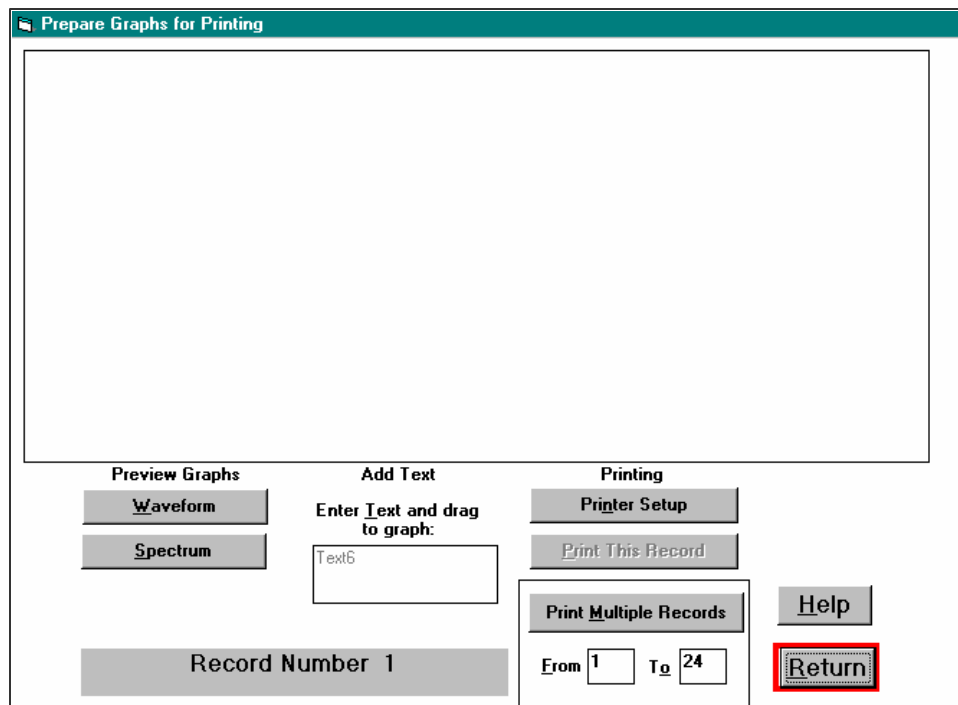 Prepare Graphs for Printing
Preview Graphs
Waveform
Spectrum
Add Text
Enter Text and drag
to graph:
Text6
Printing
Printer Setup
Print This Record
Print Multiple Records
From 1 To 24
Help
Return
Record Number 1